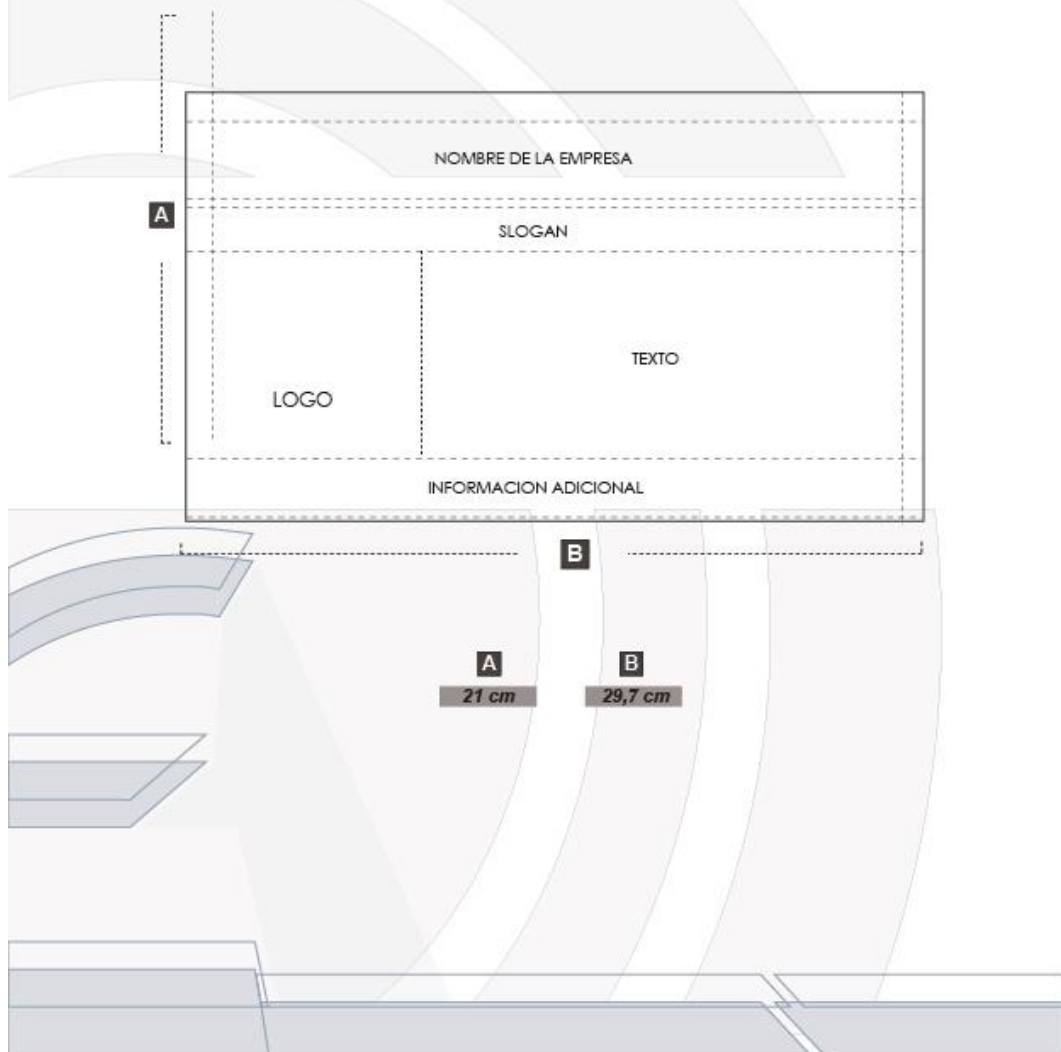 NOMBRE DE LA EMPRESA
A
SLOGAN
TEXTO
LOGO
INFORMACION ADICIONAL
B
A B
21 cm 29,7 cm